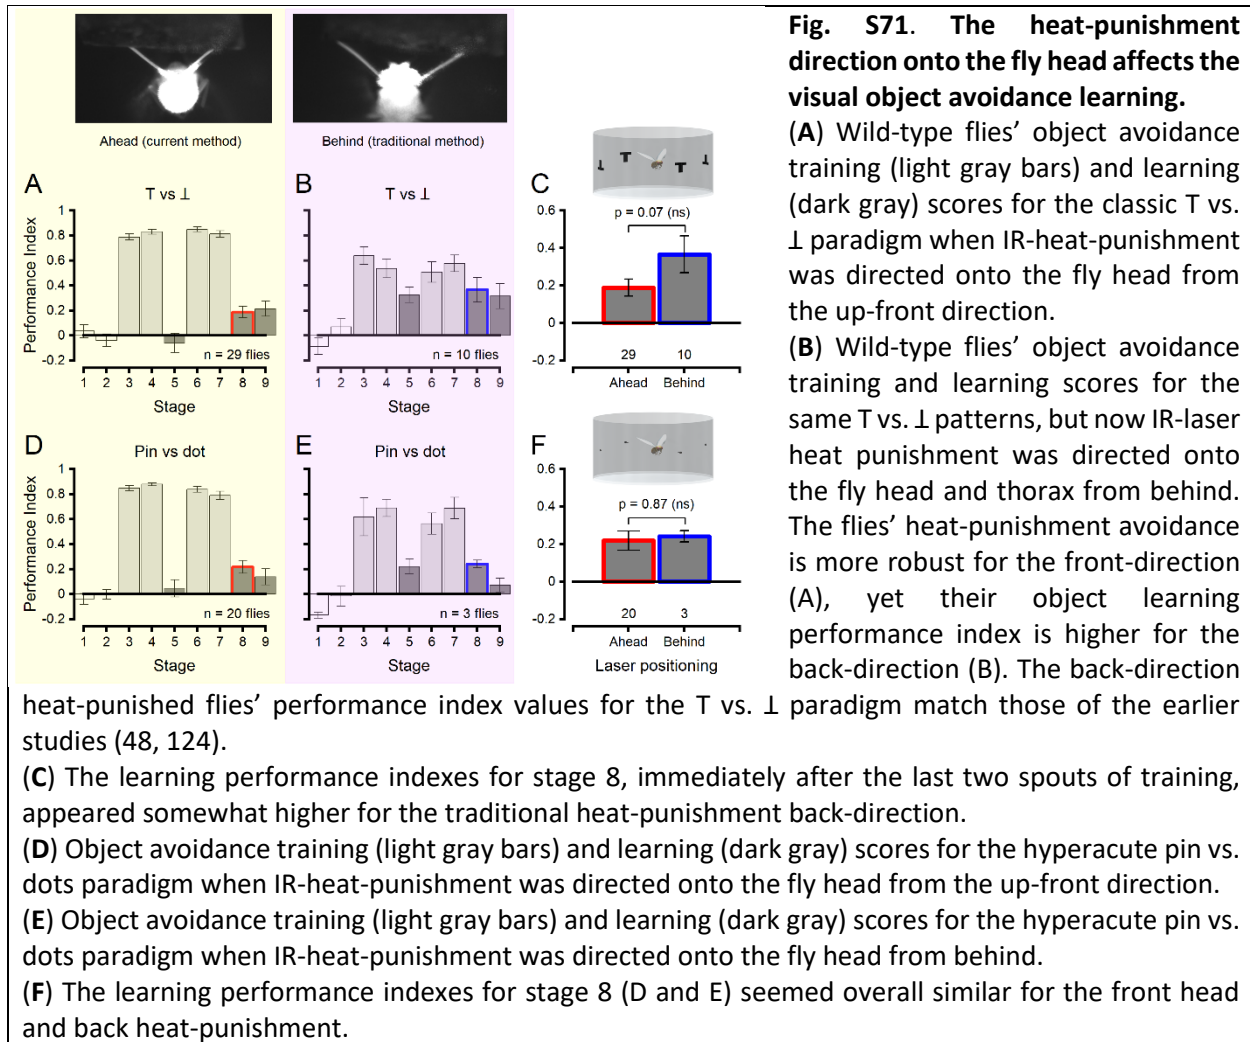 Ahead (current method)
Behind (traditional method)
A
T vs ⊥
Performance Index
1
0.8
0.6
0.4
0.2
0
-0.2
n = 29 flies
1 2 3 4 5 6 7 8 9
Stage
B
T vs ⊥
n = 10 flies
1 2 3 4 5 6 7 8 9
Stage
C
T
⊥
T
⊥
0.6
p = 0.07 (ns)
0.4
0.2
0
-0.2
29 10
Ahead Behind
D
Pin vs dot
Performance Index
1
0.8
0.6
0.4
0.2
0
-0.2
n = 20 flies
1 2 3 4 5 6 7 8 9
Stage
E
Pin vs dot
n = 3 flies
1 2 3 4 5 6 7 8 9
Stage
F
0.6
p = 0.87 (ns)
0.4
0.2
0
-0.2
20 3
Ahead Behind
Laser positioning
Fig. S71. The heat-punishment
direction onto the fly head affects the
visual object avoidance learning.
(A) Wild-type flies' object avoidance
training (light gray bars) and learning
(dark gray) scores for the classic T vs.
⊥ paradigm when IR-heat-punishment
was directed onto the fly head from
the up-front direction.
(B) Wild-type flies' object avoidance
training and learning scores for the
same T vs. ⊥ patterns, but now IR-laser
heat punishment was directed onto
the fly head and thorax from behind.
The flies' heat-punishment avoidance
is more robust for the front-direction
(A), yet their object learning
performance index is higher for the
back-direction (B). The back-direction
heat-punished flies' performance index values for the T vs. ⊥ paradigm match those of the earlier
studies (48, 124).
(C) The learning performance indexes for stage 8, immediately after the last two spouts of training,
appeared somewhat higher for the traditional heat-punishment back-direction.
(D) Object avoidance training (light gray bars) and learning (dark gray) scores for the hyperacute pin vs.
dots paradigm when IR-heat-punishment was directed onto the fly head from the up-front direction.
(E) Object avoidance training (light gray bars) and learning (dark gray) scores for the hyperacute pin vs.
dots paradigm when IR-heat-punishment was directed onto the fly head from behind.
(F) The learning performance indexes for stage 8 (D and E) seemed overall similar for the front head
and back heat-punishment.